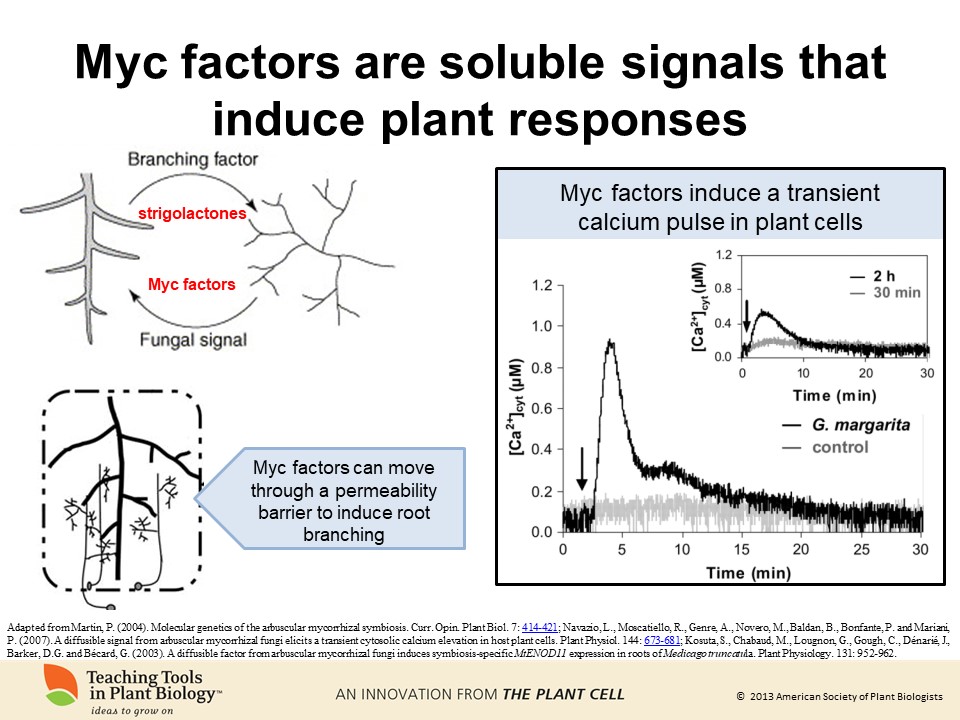 Myc factors are soluble signals that
induce plant responses
Branching factor
strigolactones
Myc factors
Fungal signal
Myc factors can move
through a permeability
barrier to induce root
branching
Myc factors induce a transient
calcium pulse in plant cells
[Ca²⁺]cyt (µM)
1.2
1.0
0.8
0.6
0.4
0.2
0.0
0 5 10 15 20 25 30
Time (min)
G. margarita
control
[Ca²⁺]cyt (µM)
1.2
0.8
0.4
0.0
0 10 20 30
Time (min)
2 h
30 min
Adapted from Martin, P. (2004). Molecular genetics of the arbuscular mycorrhizal symbiosis. Curr. Opin. Plant Biol. 7: 414-421; Navazio, L., Moscatiello, R., Genre, A., Novero, M., Baldan, B., Bonfante, P. and Mariani,
P. (2007). A diffusible signal from arbuscular mycorrhizal fungi elicits a transient cytosolic calcium elevation in host plant cells. Plant Physiol. 144: 673-681; Kosuta, S., Chabaud, M., Lougnon, G., Gough, C., Dénarié, J.,
Barker, D.G. and Bécard, G. (2003). A diffusible factor from arbuscular mycorrhizal fungi induces symbiosis-specific MtENOD11 expression in roots of Medicago truncatula. Plant Physiology. 131: 952-962.
Teaching Tools
in Plant Biology™
ideas to grow on
AN INNOVATION FROM THE PLANT CELL
© 2013 American Society of Plant Biologists